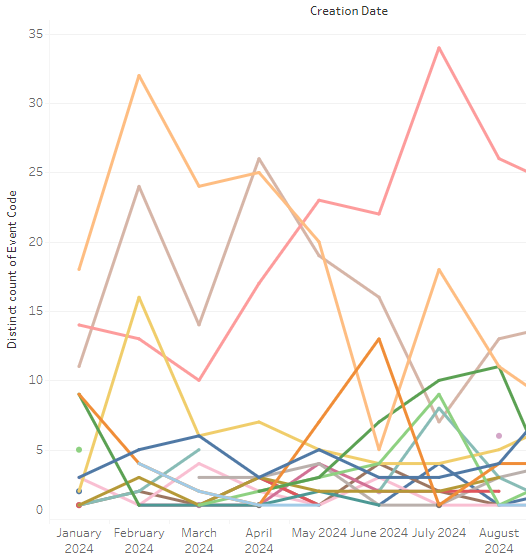 Creation Date
35
30
25
20
15
10
5
0
Distinct count of Event Code
January 2024
February 2024
March 2024
April 2024
May 2024
June 2024
July 2024
August 2024